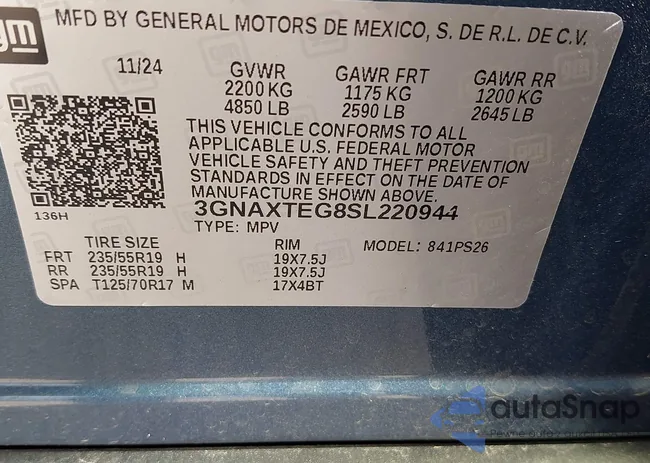 gm
MFD BY GENERAL MOTORS DE MEXICO, S. DE R.L. DE C.V.
11/24 GVWR GAWR FRT GAWR RR
2200 KG 1175 KG 1200 KG
4850 LB 2590 LB 2645 LB
THIS VEHICLE CONFORMS TO ALL
APPLICABLE U.S. FEDERAL MOTOR
VEHICLE SAFETY AND THEFT PREVENTION
STANDARDS IN EFFECT ON THE DATE OF
MANUFACTURE SHOWN ABOVE.
136H 3GNAXTEG8SL220944
TYPE: MPV
TIRE SIZE RIM MODEL: 841PS26
FRT 235/55R19 H 19X7.5J
RR 235/55R19 H 19X7.5J
SPA T125/70R17 M 17X4BT
autoSnap